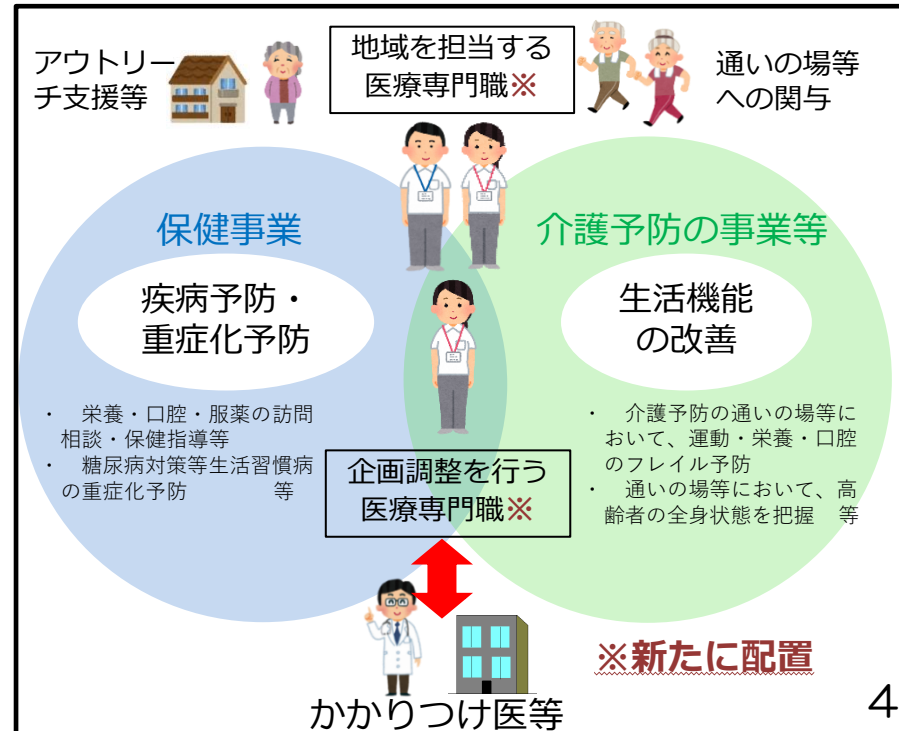 アウトリー
チ支援等
地域を担当する
医療専門職※
通いの場等
への関与
保健事業
疾病予防・
重症化予防
・　栄養・口腔・服薬の訪問
相談・保健指導等
・　糖尿病対策等生活習慣病
の重症化予防　　　等
介護予防の事業等
生活機能
の改善
・　介護予防の通いの場等に
おいて、運動・栄養・口腔
のフレイル予防
・　通いの場等において、高
齢者の全身状態を把握　等
企画調整を行う
医療専門職※
かかりつけ医等
※新たに配置
4